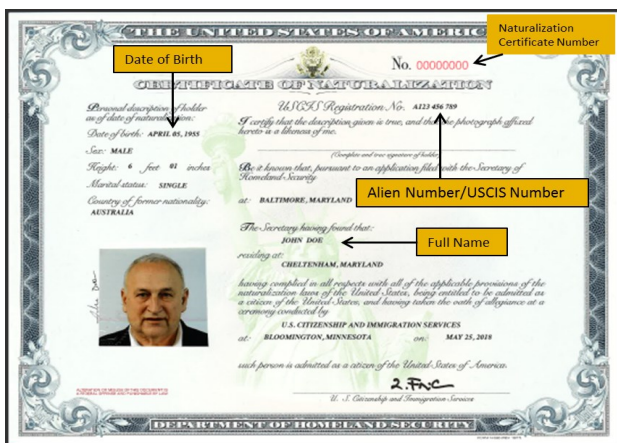 THE UNITED STATES OF AMERICA
Naturalization
Certificate Number
Date of Birth
No. 00000000
CERTIFICATE OF NATURALIZATION
Personal description of holder
as of date of naturalization:
Date of birth: APRIL 05, 1955
Sex: MALE
Height: 6 feet 01 inches
Marital status: SINGLE
Country of former nationality:
AUSTRALIA
USCIS Registration No. A123 456 789
I certify that the description given is true, and that the photograph affixed
hereto is a likeness of me.
(Complete and true signature of holder)
Be it known that, pursuant to an application filed with the Secretary of
Homeland Security
Alien Number/USCIS Number
at: BALTIMORE, MARYLAND
The Secretary having found that:
JOHN DOE
Full Name
residing at:
CHELTENHAM, MARYLAND
having complied in all respects with all of the applicable provisions of the
naturalization laws of the United States, being entitled to be admitted as
a citizen of the United States, and having taken the oath of allegiance at a
ceremony conducted by
U.S. CITIZENSHIP AND IMMIGRATION SERVICES
at: BLOOMINGTON, MINNESOTA on: MAY 25, 2018
such person is admitted as a citizen of the United States of America.
U. S. Citizenship and Immigration Services
DEPARTMENT OF HOMELAND SECURITY